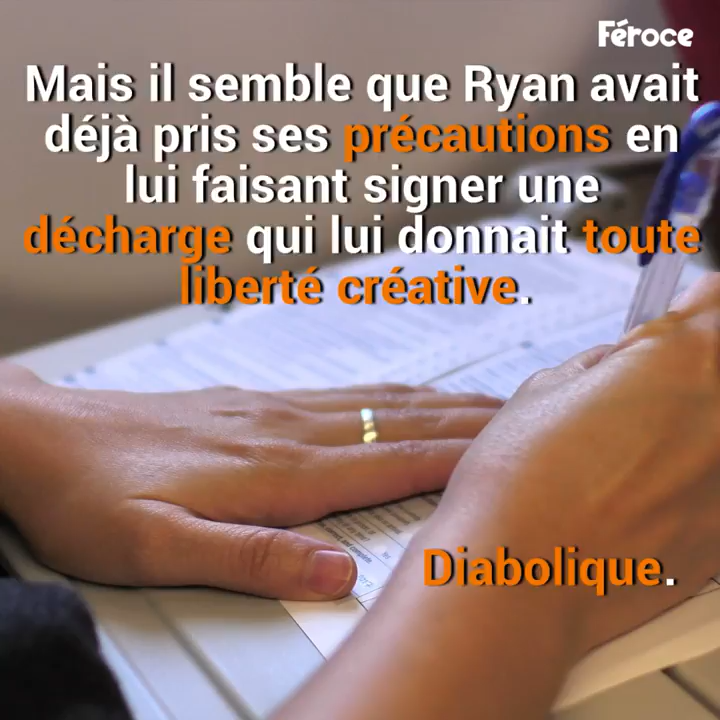 Féroce
Mais il semble que Ryan avait
déjà pris ses précautions en
lui faisant signer une
décharge qui lui donnait toute
liberté créative.
Diabolique.